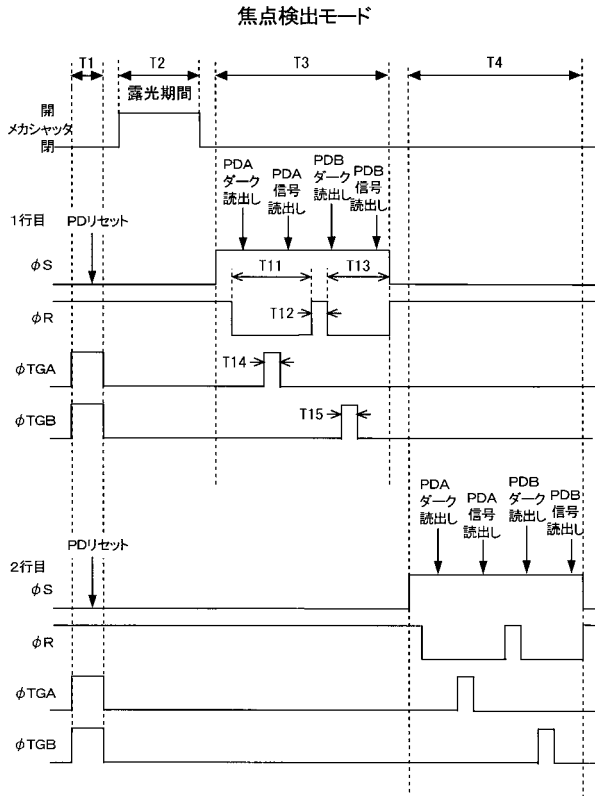 焦点検出モード
T1
T2
T3
T4
露光期間
開
メカシャッタ
閉
PDA
ダーク
読出し
PDA
信号
読出し
PDB
ダーク
読出し
PDB
信号
読出し
1行目
PDリセット
φS
T11
T13
φR
T12
φTGA
T14
φTGB
T15
PDA
ダーク
読出し
PDA
信号
読出し
PDB
ダーク
読出し
PDB
信号
読出し
PDリセット
2行目
φS
φR
φTGA
φTGB